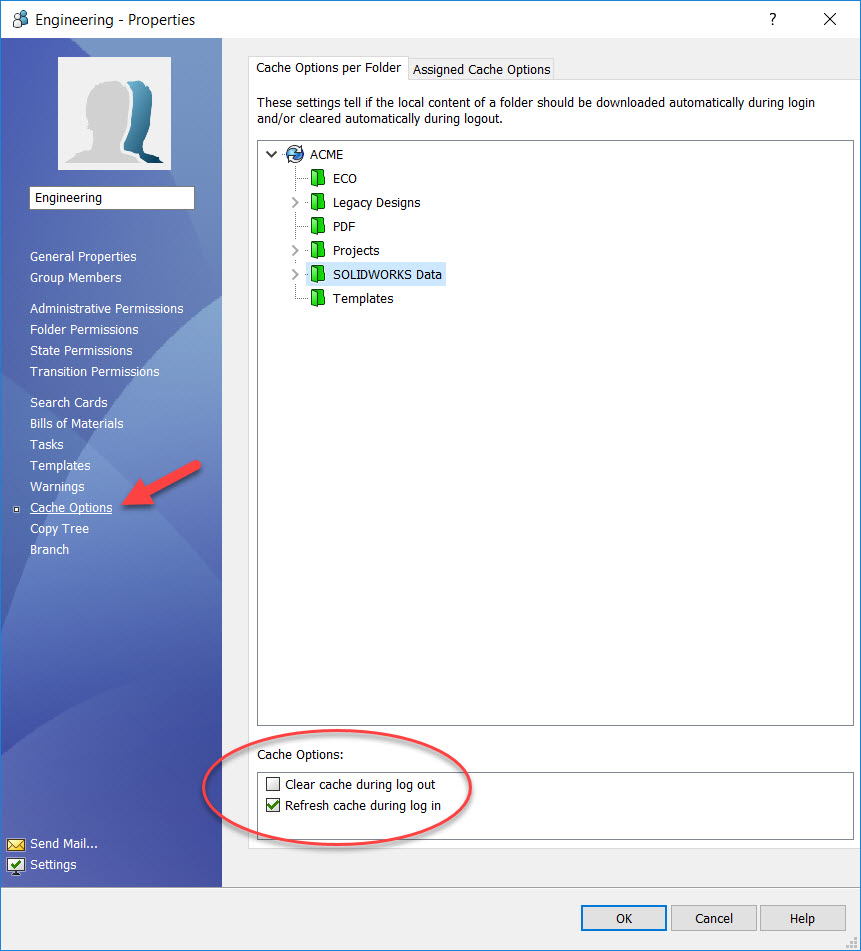 Engineering - Properties
?
Engineering
General Properties
Group Members
Administrative Permissions
Folder Permissions
State Permissions
Transition Permissions
Search Cards
Bills of Materials
Tasks
Templates
Warnings
Cache Options
Copy Tree
Branch
Send Mail...
Settings
Cache Options per Folder
Assigned Cache Options
These settings tell if the local content of a folder should be downloaded automatically during login
and/or cleared automatically during logout.
ACME
ECO
Legacy Designs
PDF
Projects
SOLIDWORKS Data
Templates
Cache Options:
Clear cache during log out
Refresh cache during log in
OK
Cancel
Help